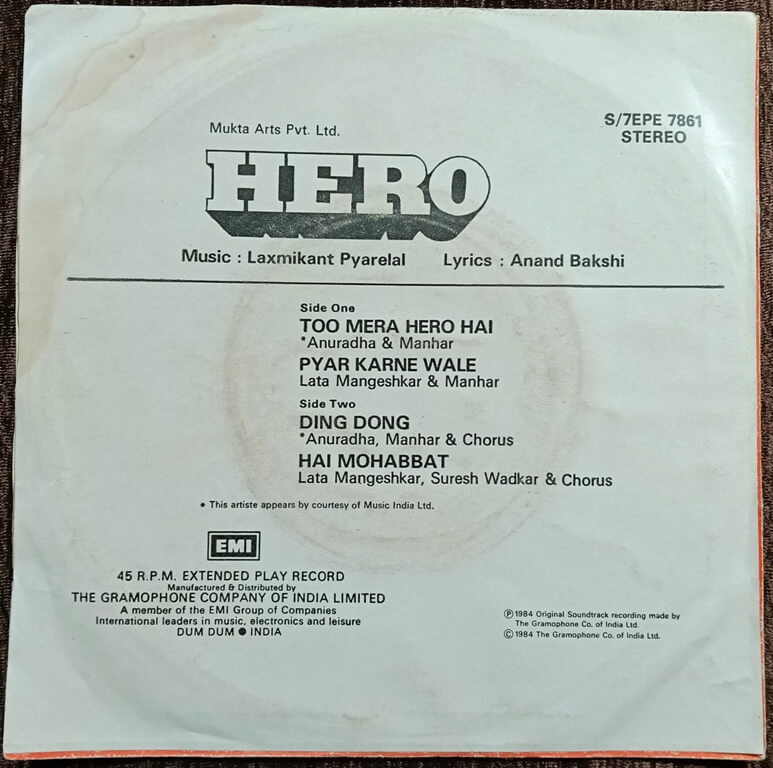 Mukta Arts Pvt. Ltd.
S/7EPE 7861
STEREO
HERO
Music : Laxmikant Pyarelal Lyrics : Anand Bakshi
Side One
TOO MERA HERO HAI
*Anuradha & Manhar
PYAR KARNE WALE
Lata Mangeshkar & Manhar
Side Two
DING DONG
*Anuradha, Manhar & Chorus
HAI MOHABBAT
Lata Mangeshkar, Suresh Wadkar & Chorus
* This artiste appears by courtesy of Music India Ltd.
EMI
45 R.P.M. EXTENDED PLAY RECORD
Manufactured & Distributed by
THE GRAMOPHONE COMPANY OF INDIA LIMITED
A member of the EMI Group of Companies
International leaders in music, electronics and leisure
DUM DUM ● INDIA
Ⓟ 1984 Original Soundtrack recording made by
The Gramophone Co. of India Ltd.
© 1984 The Gramophone Co. of India Ltd.